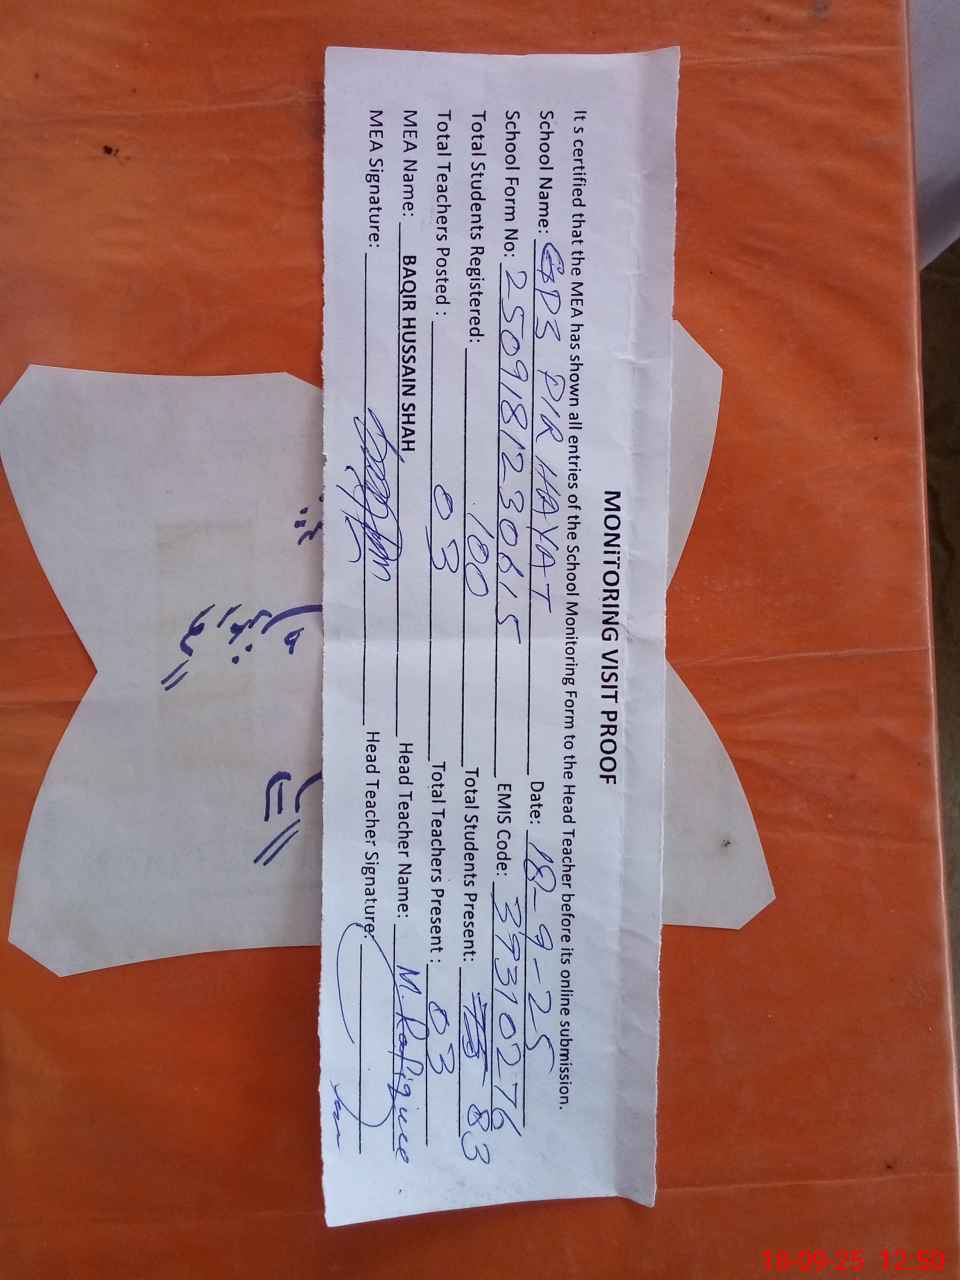 MONITORING VISIT PROOF
It s certified that the MEA has shown all entries of the School Monitoring Form to the Head Teacher before its online submission.
School Name: GPS PIR HAYAT Date: 18-9-25
School Form No: 2509181230615 EMIS Code: 39310276
Total Students Registered: 100 Total Students Present: 83
Total Teachers Posted : 03 Total Teachers Present : 03
MEA Name: BAQIR HUSSAIN SHAH Head Teacher Name: M. Rafique
MEA Signature: Head Teacher Signature:
18-09-25 12:50